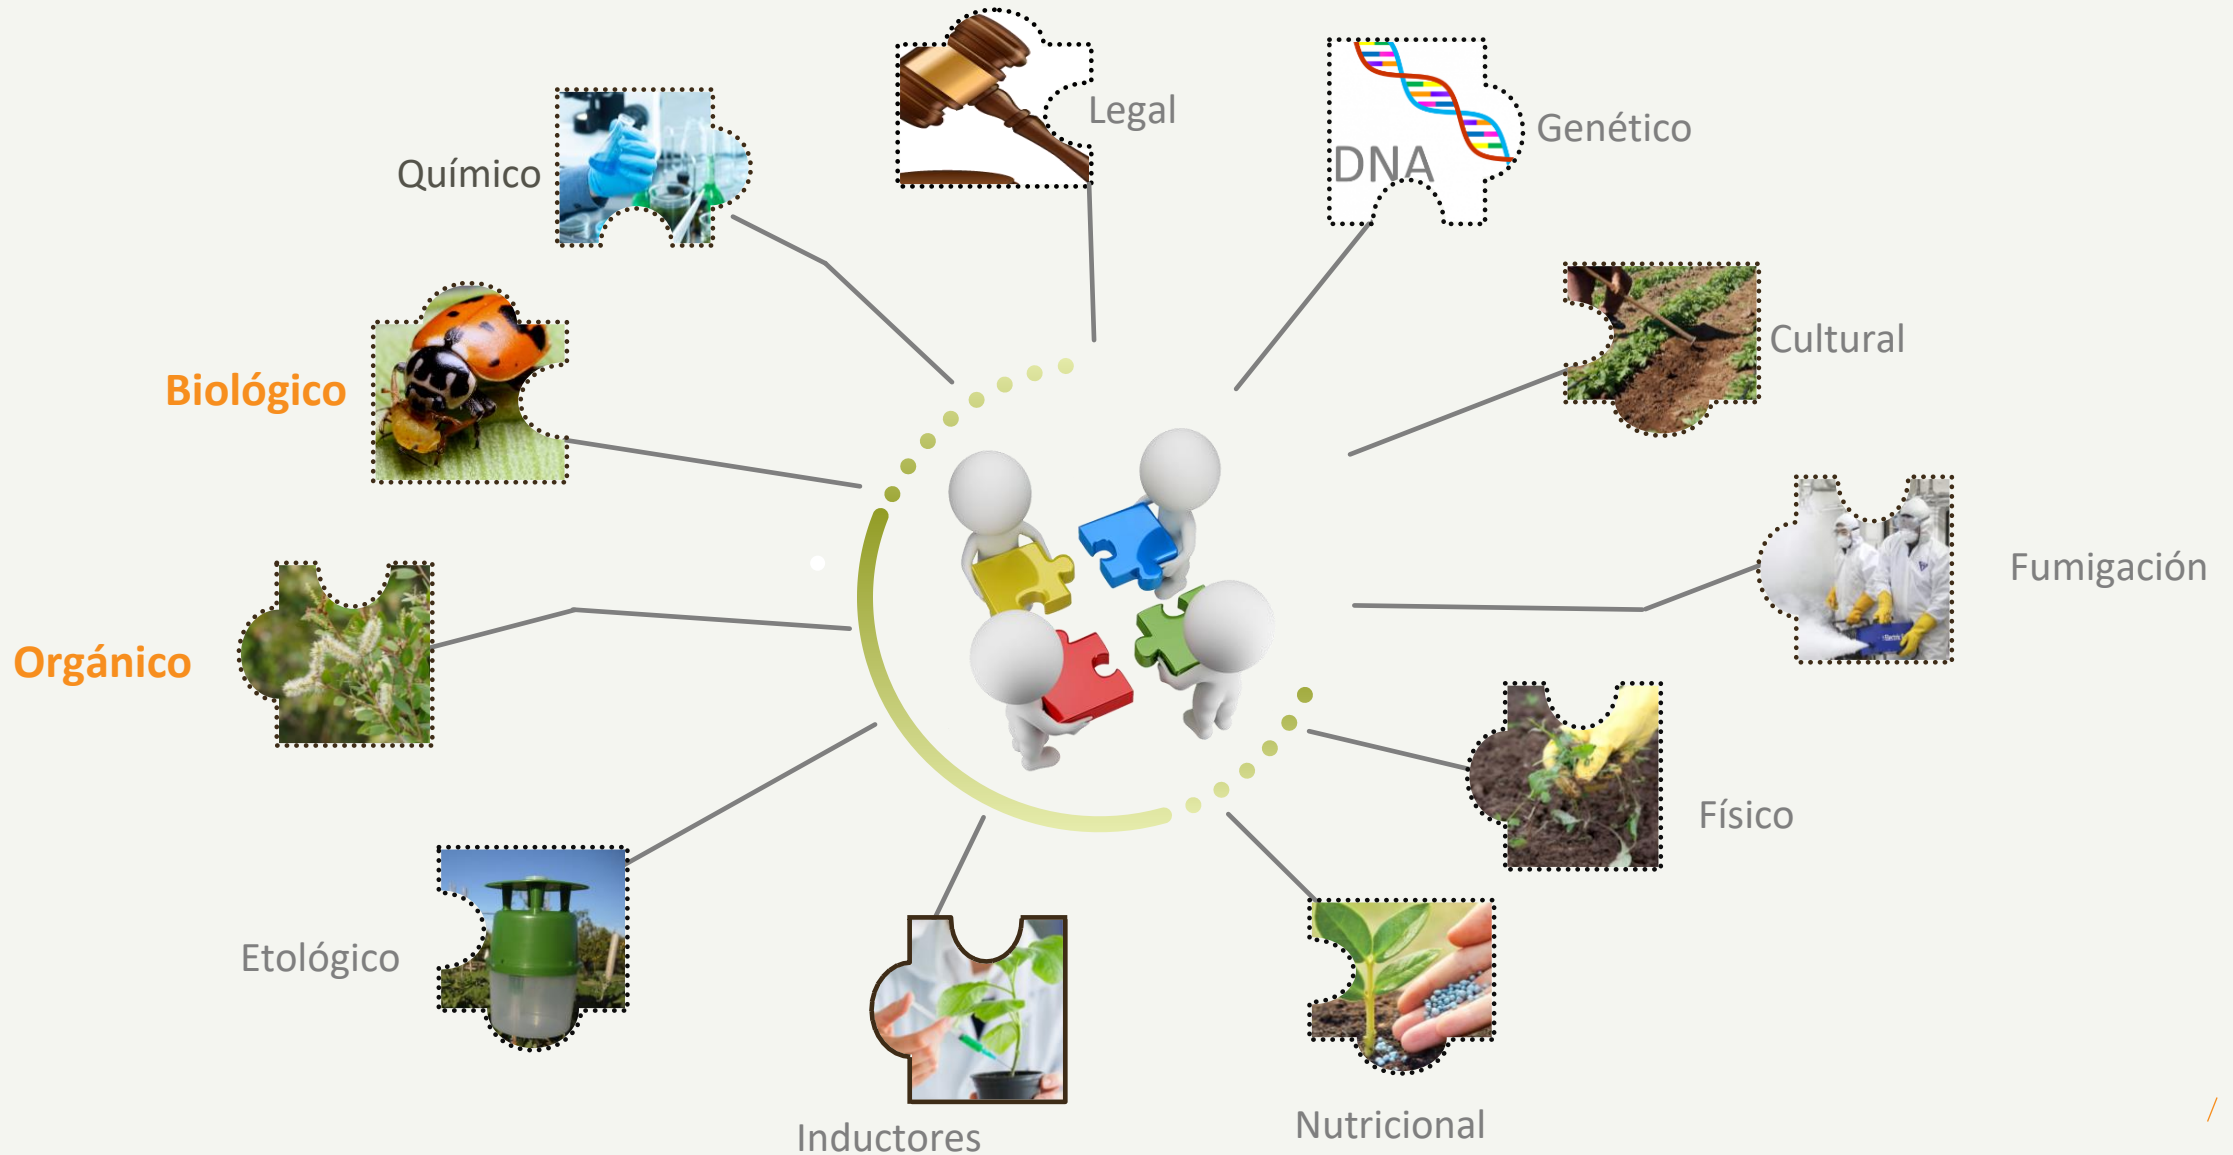 Legal
Genético
DNA
Químico
Cultural
Biológico
Fumigación
Orgánico
Físico
Etológico
Nutricional
Inductores
/